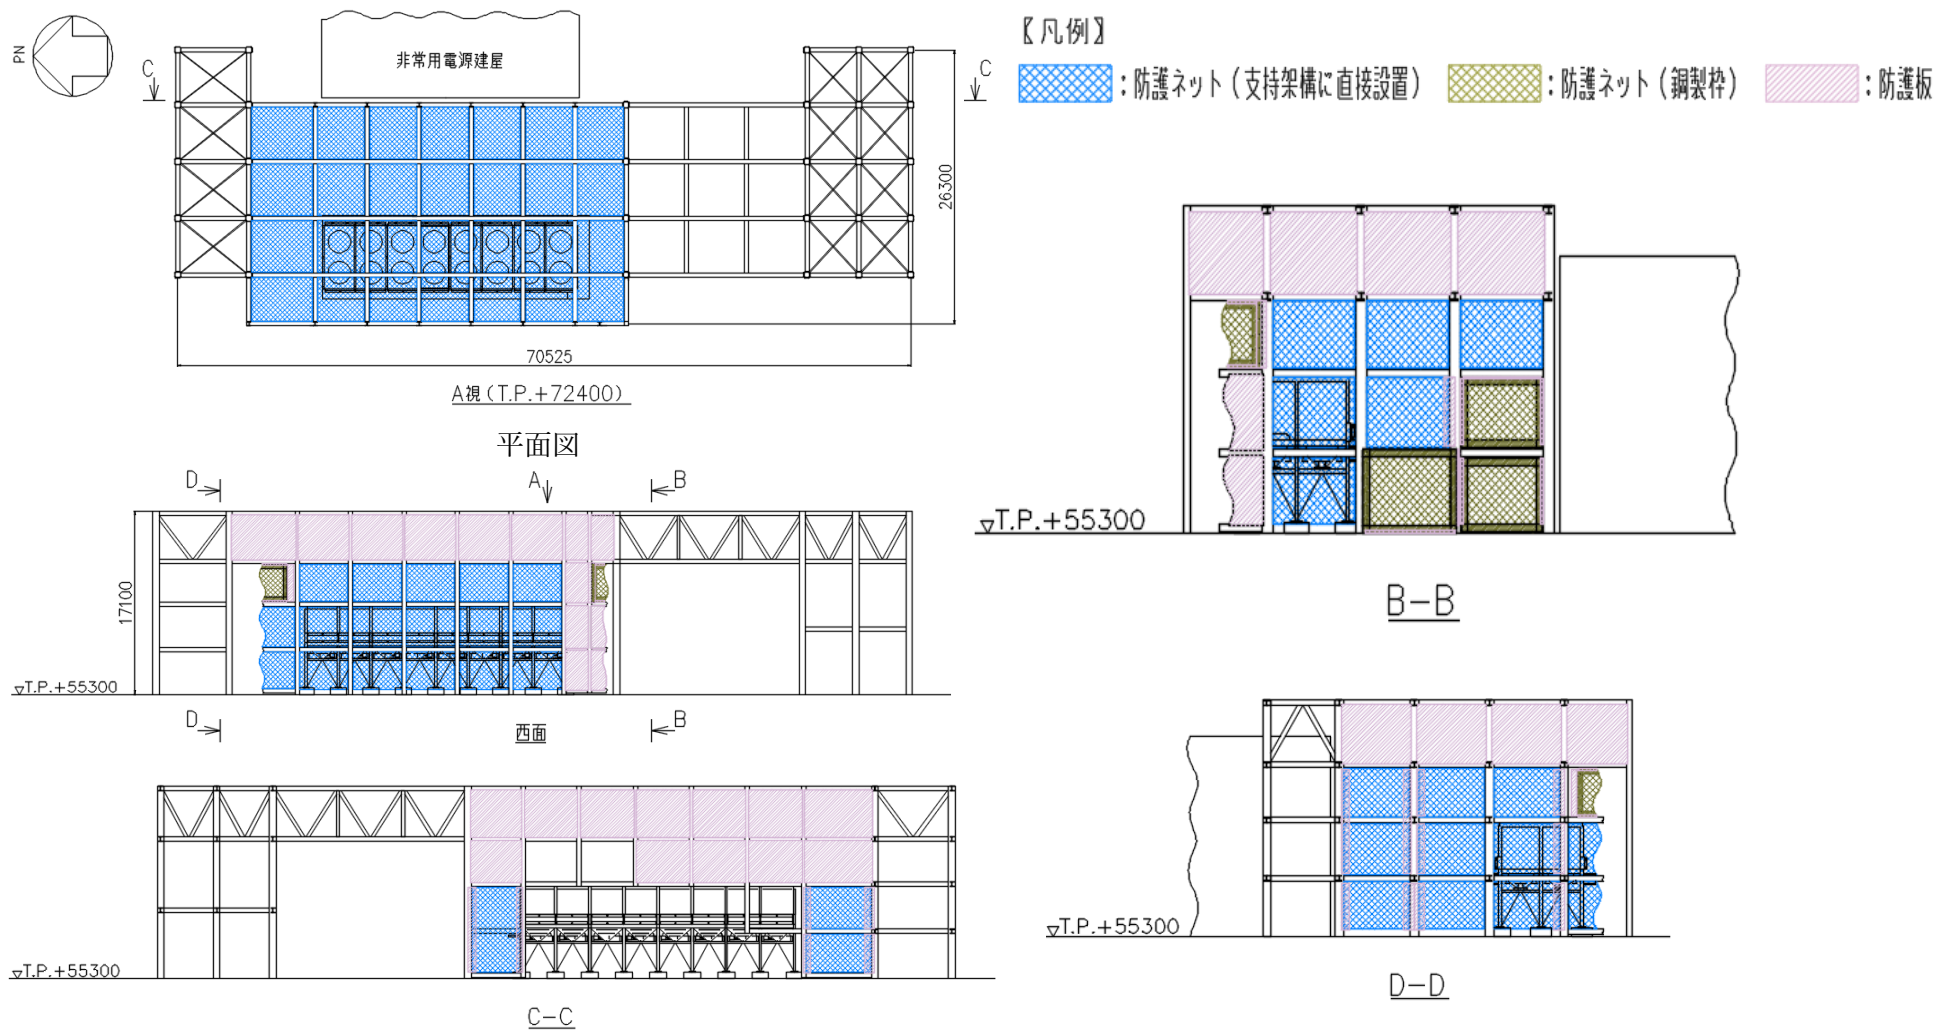 PN
非常用電源建屋
C
C
26300
70525
A視(T.P.+72400)
平面図
D
A
B
17100
▽T.P.+55300
D
西面
B
▽T.P.+55300
C-C
【凡例】
:防護ネット(支持架構に直接設置)
:防護ネット(鋼製枠)
:防護板
▽T.P.+55300
B-B
▽T.P.+55300
D-D